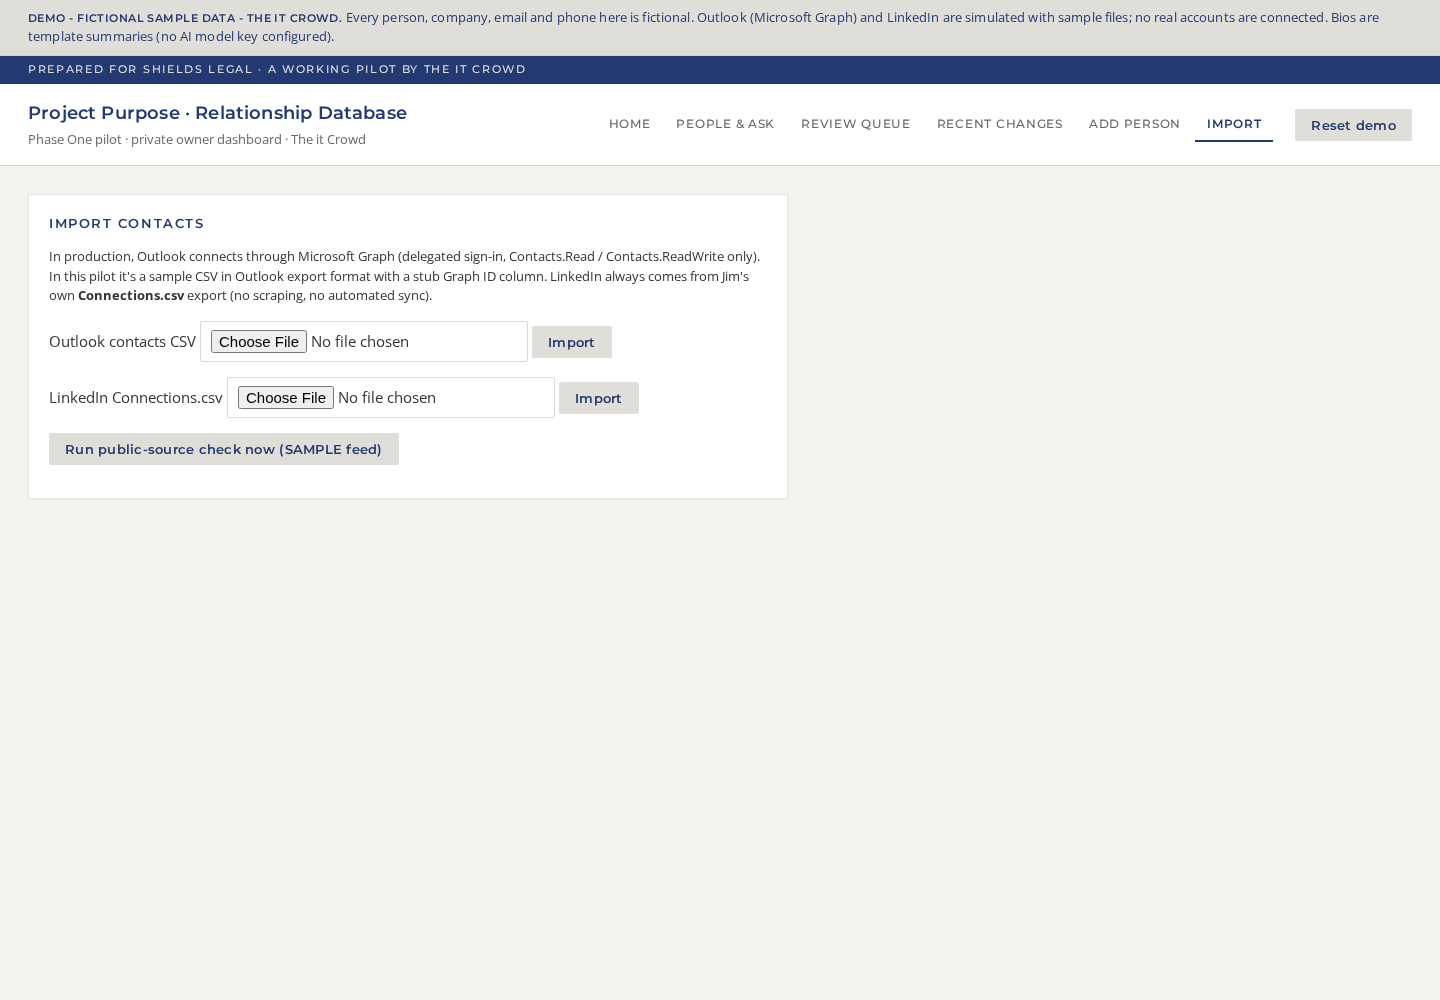 DEMO - FICTIONAL SAMPLE DATA - THE IT CROWD. Every person, company, email and phone here is fictional. Outlook (Microsoft Graph) and LinkedIn are simulated with sample files; no real accounts are connected. Bios are
template summaries (no AI model key configured).
PREPARED FOR SHIELDS LEGAL · A WORKING PILOT BY THE IT CROWD
Project Purpose · Relationship Database
Phase One pilot · private owner dashboard · The it Crowd
HOME PEOPLE & ASK REVIEW QUEUE RECENT CHANGES ADD PERSON IMPORT Reset demo
IMPORT CONTACTS
In production, Outlook connects through Microsoft Graph (delegated sign-in, Contacts.Read / Contacts.ReadWrite only).
In this pilot it's a sample CSV in Outlook export format with a stub Graph ID column. LinkedIn always comes from Jim's
own Connections.csv export (no scraping, no automated sync).
Outlook contacts CSV Choose File No file chosen Import
LinkedIn Connections.csv Choose File No file chosen Import
Run public-source check now (SAMPLE feed)